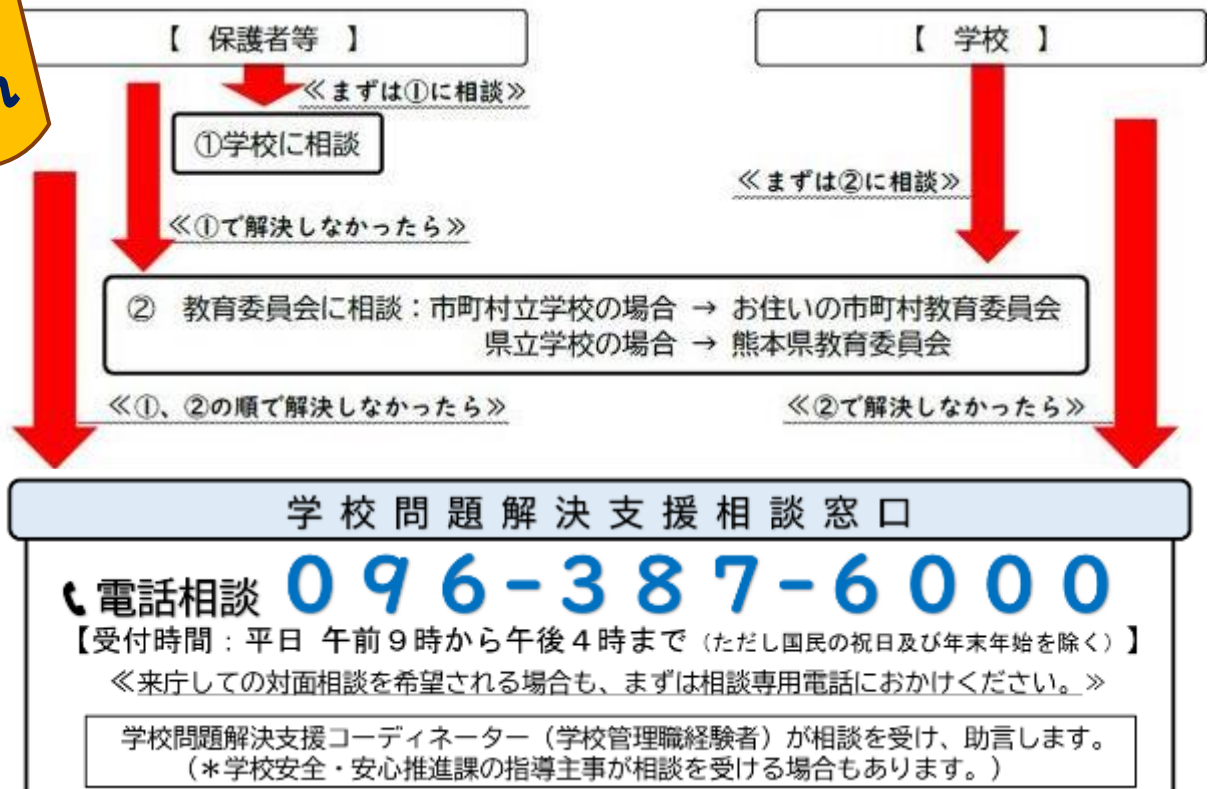 【 保護者等 】
【 学校 】
≪まずは①に相談≫
①学校に相談
≪まずは②に相談≫
≪①で解決しなかったら≫
② 教育委員会に相談：市町村立学校の場合 → お住いの市町村教育委員会
県立学校の場合 → 熊本県教育委員会
≪①、②の順で解決しなかったら≫
≪②で解決しなかったら≫
学校問題解決支援相談窓口
電話相談 096-387-6000
【受付時間：平日 午前９時から午後４時まで（ただし国民の祝日及び年末年始を除く）】
≪来庁しての対面相談を希望される場合も、まずは相談専用電話におかけください。≫
学校問題解決支援コーディネーター（学校管理職経験者）が相談を受け、助言します。
（＊学校安全・安心推進課の指導主事が相談を受ける場合もあります。）